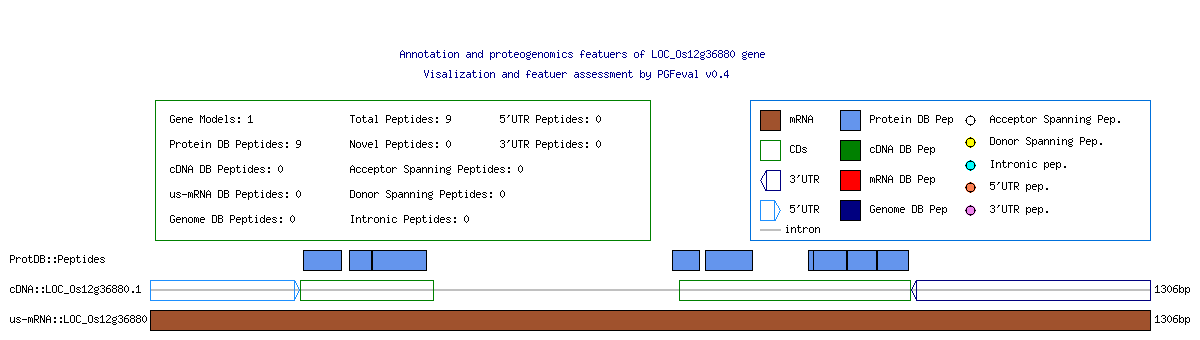 Annotation and proteogenomics featuers of LOC_Os12g36880 gene
Visalization and featuer assessment by PGFeval v0.4
Gene Models: 1 Total Peptides: 9 5'UTR Peptides: 0
Protein DB Peptides: 9 Novel Peptides: 0 3'UTR Peptides: 0
cDNA DB Peptides: 0 Acceptor Spanning Peptides: 0
us-mRNA DB Peptides: 0 Donor Spanning Peptides: 0
Genome DB Peptides: 0 Intronic Peptides: 0
mRNA Protein DB Pep Acceptor Spanning Pep.
CDs cDNA DB Pep Donor Spanning Pep.
3'UTR mRNA DB Pep Intronic pep.
5'UTR Genome DB Pep 5'UTR pep.
intron 3'UTR pep.
ProtDB::Peptides
cDNA::LOC_Os12g36880.1 1306bp
us-mRNA::LOC_Os12g36880 1306bp